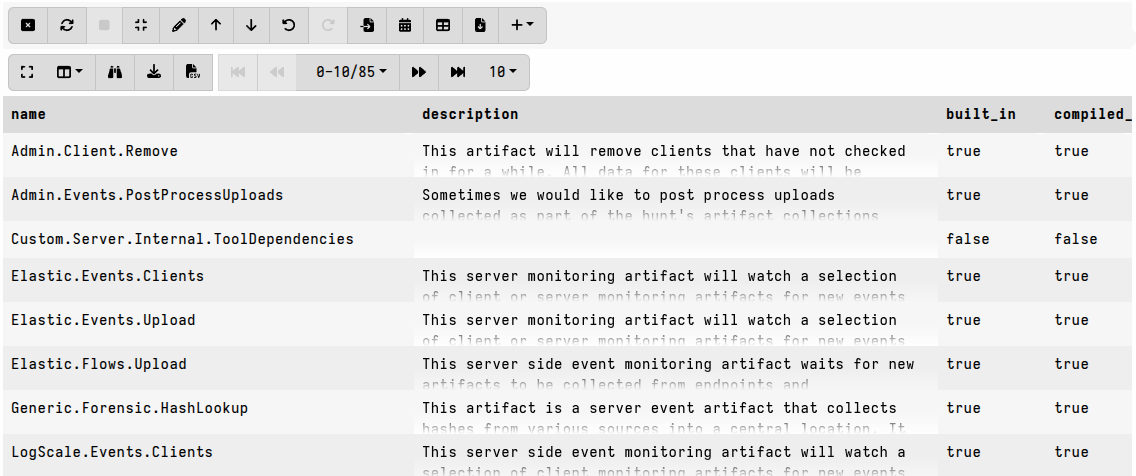 CSV
0-10/85
10
name description built_in compiled_
Admin.Client.Remove This artifact will remove clients that have not checked true true
in for a while. All data for these clients will be
Admin.Events.PostProcessUploads Sometimes we would like to post process uploads true true
collected as part of the hunt's artifact collections
Custom.Server.Internal.ToolDependencies false false
Elastic.Events.Clients This server monitoring artifact will watch a selection true true
of client or server monitoring artifacts for new events
Elastic.Events.Upload This server monitoring artifact will watch a selection true true
of client or server monitoring artifacts for new events
Elastic.Flows.Upload This server side event monitoring artifact waits for new true true
artifacts to be collected from endpoints and
Generic.Forensic.HashLookup This artifact is a server event artifact that collects true true
hashes from various sources into a central location. It
LogScale.Events.Clients This server side event monitoring artifact will watch a true true
selection of client monitoring artifacts for new events